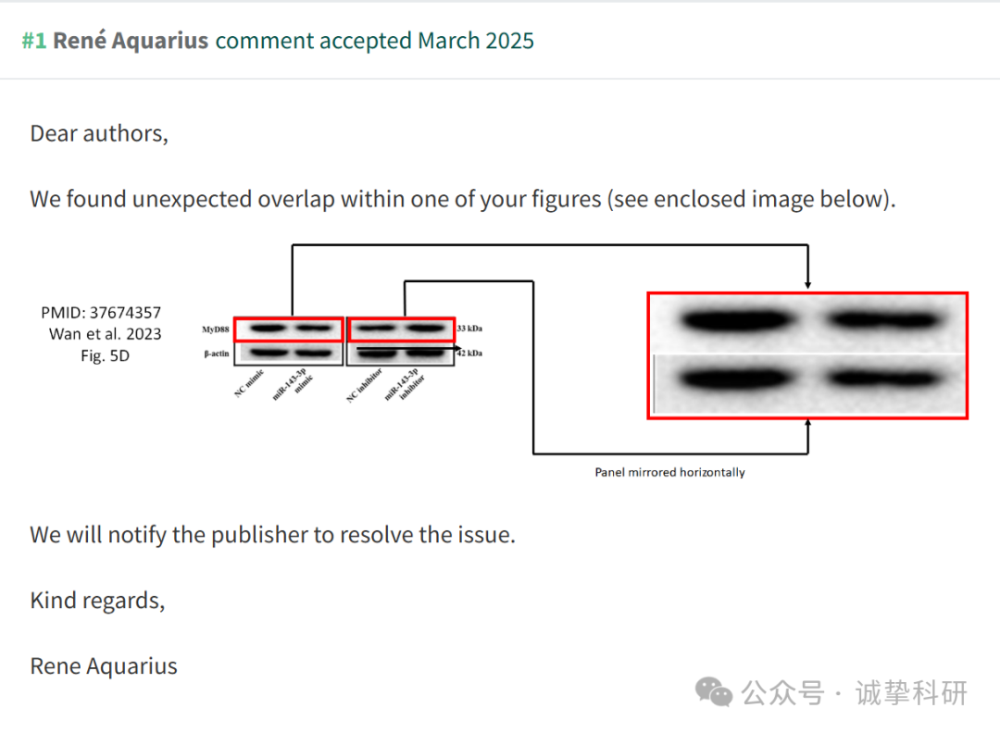 #1 René Aquarius comment accepted March 2025
Dear authors,
We found unexpected overlap within one of your figures (see enclosed image below).
PMID: 37674357
Wan et al. 2023
Fig. 5D
MyD88
33 kDa
β-actin
42 kDa
NC mimic
miR-143-3p
mimic
NC inhibitor
miR-143-3p
inhibitor
Panel mirrored horizontally
We will notify the publisher to resolve the issue.
Kind regards,
Rene Aquarius
公众号 · 诚挚科研